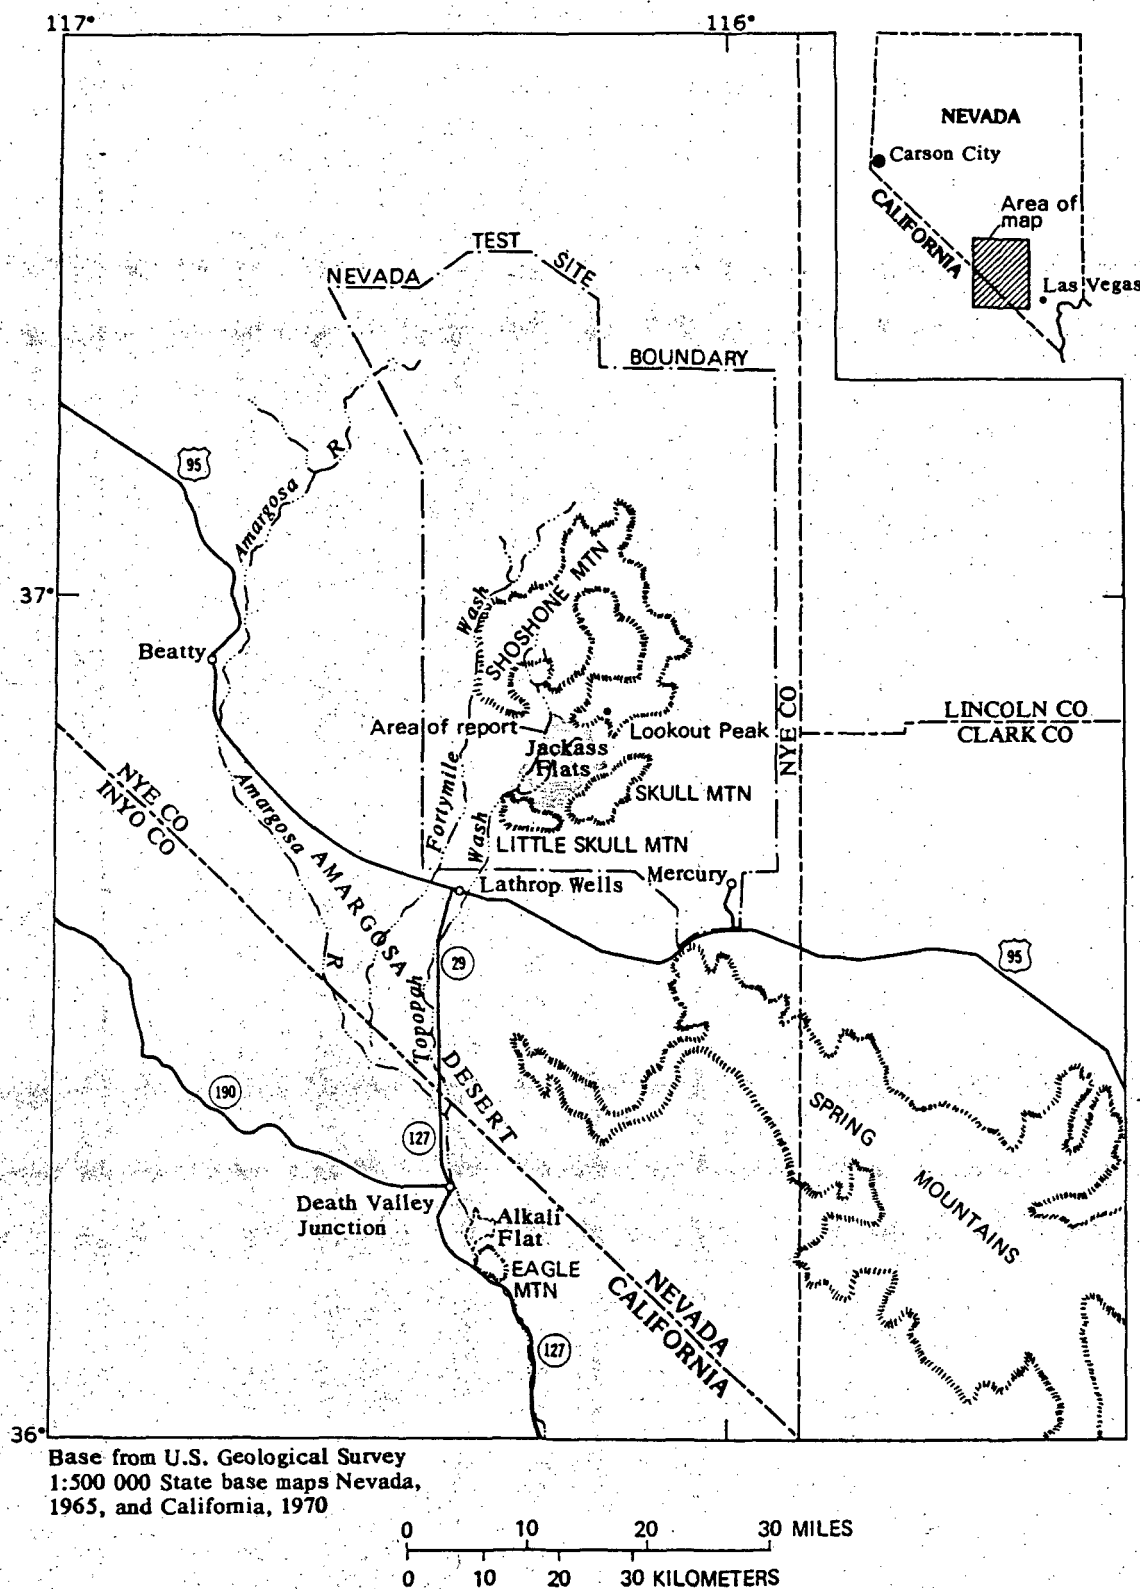 117°
116°
NEVADA
Carson City
CALIFORNIA
Area of
map
Las Vegas
NEVADA
TEST
SITE
BOUNDARY
95
Amargosa
R
37°
Wash
SHOSHONE MTN
Beatty
Area of report
Lookout Peak
Jackass
Flats
NYE CO
LINCOLN CO
CLARK CO
NYE CO
INYO CO
Fortymile
SKULL MTN
Amargosa
AMARGOSA
Wash
LITTLE SKULL MTN
Lathrop Wells
Mercury
R
29
95
Topopah
DESERT
190
127
SPRING
MOUNTAINS
Death Valley
Junction
Alkali
Flat
EAGLE
MTN
NEVADA
CALIFORNIA
127
36°
Base from U.S. Geological Survey
1:500 000 State base maps Nevada,
1965, and California, 1970
0 10 20 30 MILES
0 10 20 30 KILOMETERS